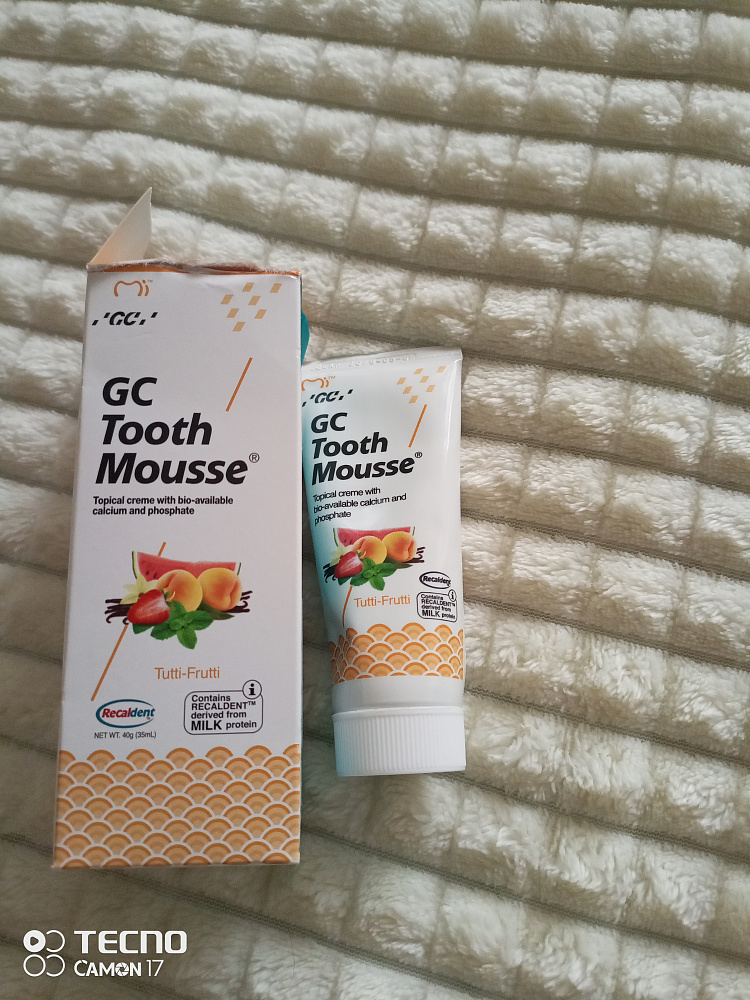 Mi™
GC
GC
Tooth
Mousse®
Topical creme with bio-available
calcium and phosphate
Tutti-Frutti
Recaldent
NET WT. 40g (35mL)
i
Contains
RECALDENT™
derived from
MILK protein
Mi™
GC
GC
Tooth
Mousse®
Topical creme with
bio-available calcium and
phosphate
Recaldent
Tutti-Frutti
i
Contains
RECALDENT™
derived from
MILK protein
TECNO
CAMON 17